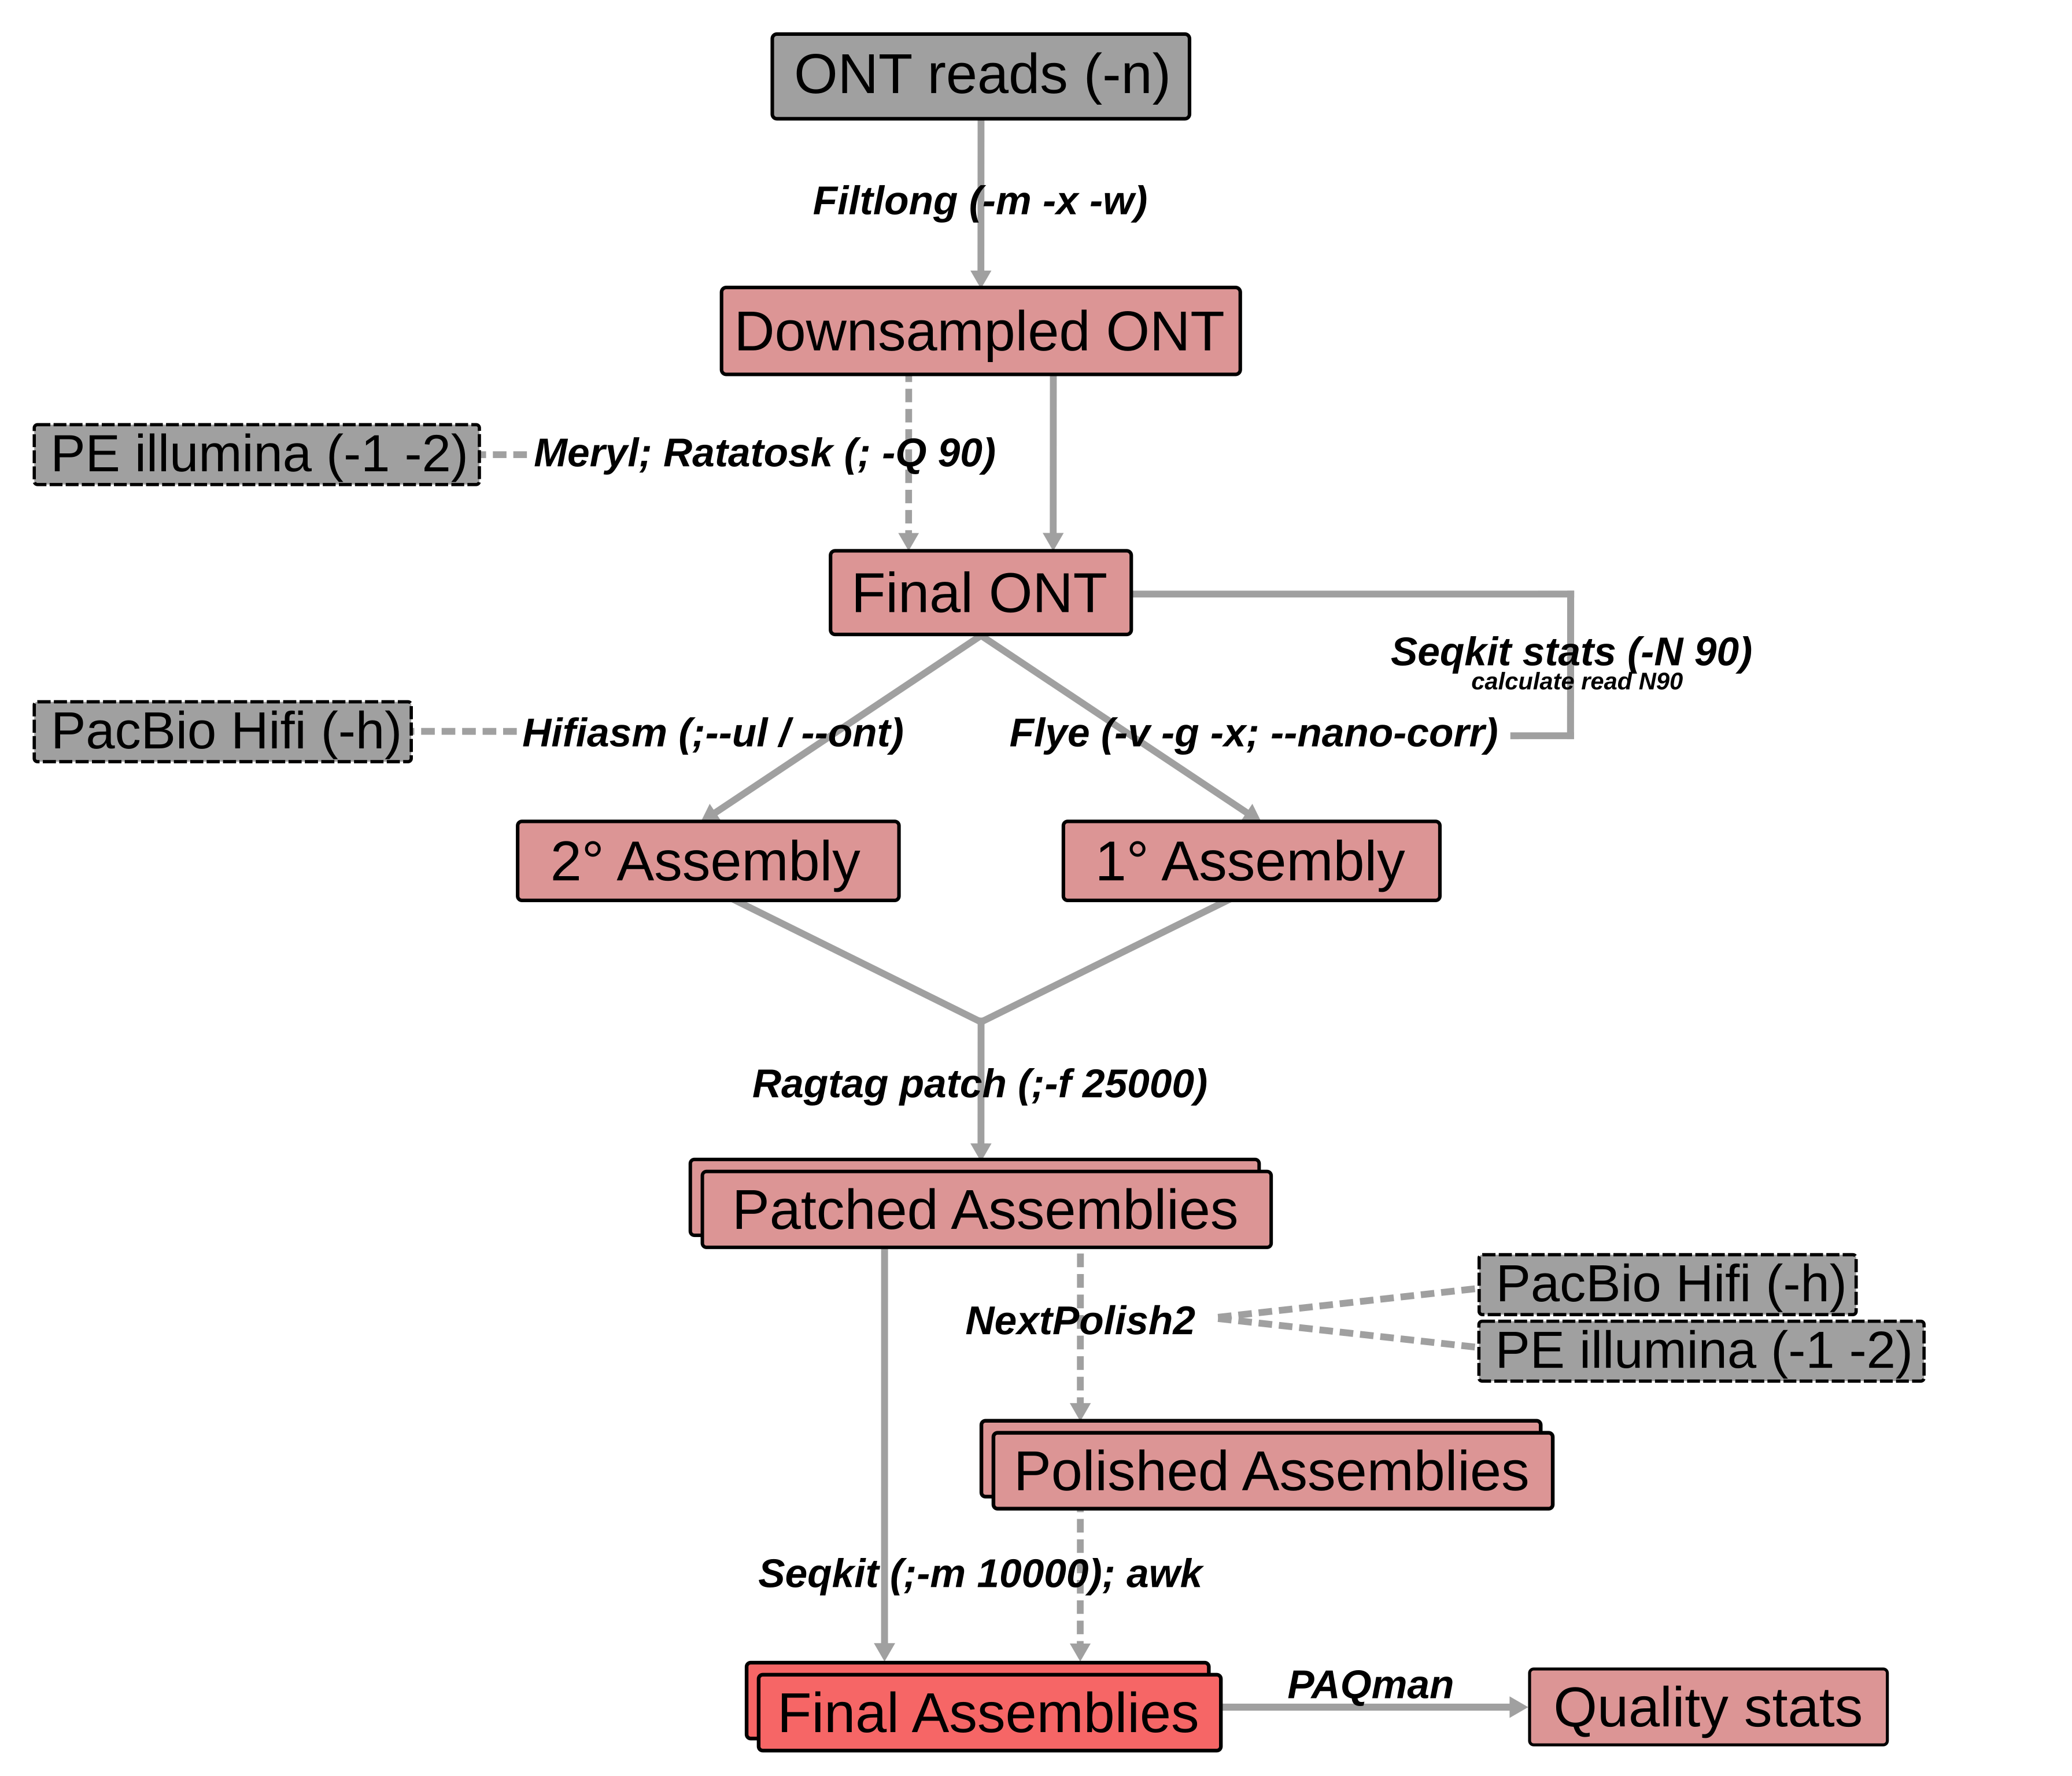 ONT reads (-n)
Filtlong (-m -x -w)
Downsampled ONT
PE illumina (-1 -2)
Meryl; Ratatosk (; -Q 90)
Final ONT
Seqkit stats (-N 90)
calculate read N90
PacBio Hifi (-h)
Hifiasm (;--ul / --ont)
Flye (-v -g -x; --nano-corr)
2° Assembly
1° Assembly
Ragtag patch (;-f 25000)
Patched Assemblies
PacBio Hifi (-h)
NextPolish2
PE illumina (-1 -2)
Polished Assemblies
Seqkit (;-m 10000); awk
Final Assemblies
PAQman
Quality stats